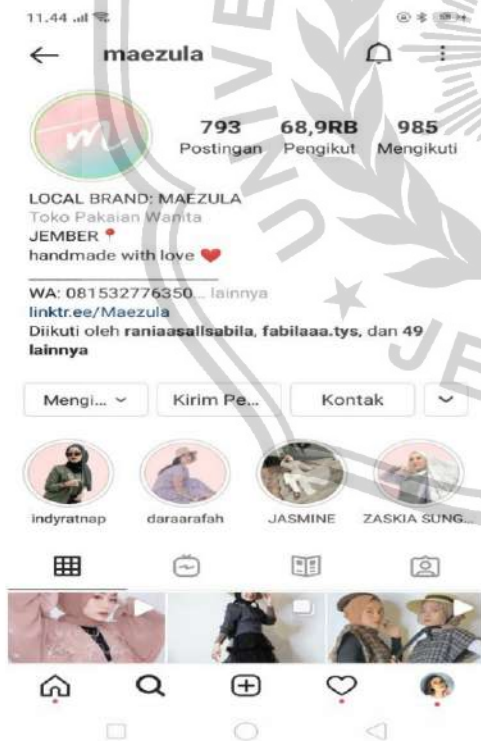 11.44
maezula
793 68,9RB 985
Postingan Pengikut Mengikuti
LOCAL BRAND: MAEZULA
Toko Pakaian Wanita
JEMBER
handmade with love
WA: 081532776350... lainnya
linktr.ee/Maezula
Diikuti oleh raniaasallsabila, fabilaaa.tys, dan 49
lainnya
Mengi... Kirim Pe... Kontak
indyratnap daraarafah JASMINE ZASKIA SUNG...